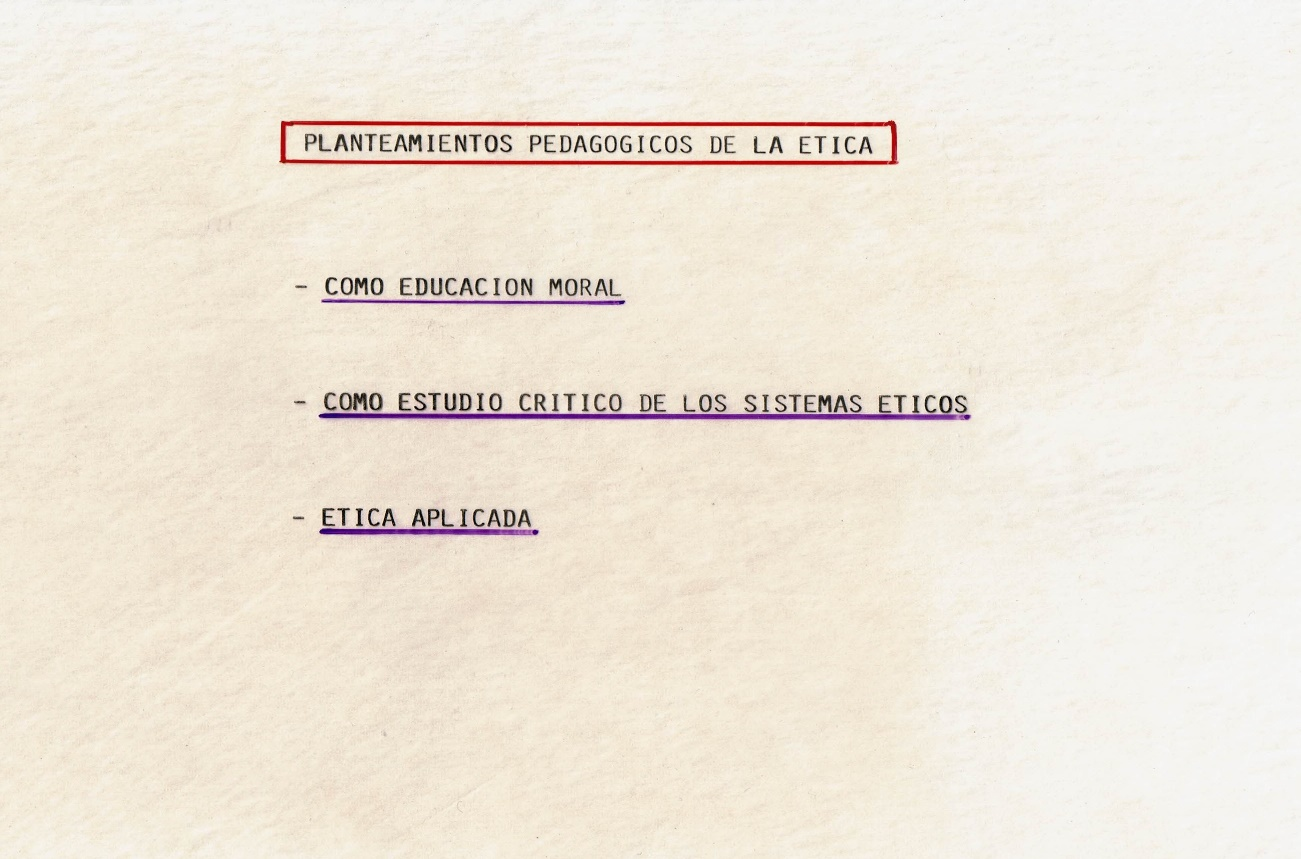 PLANTEAMIENTOS PEDAGOGICOS DE LA ETICA
- COMO EDUCACION MORAL
- COMO ESTUDIO CRITICO DE LOS SISTEMAS ETICOS
- ETICA APLICADA